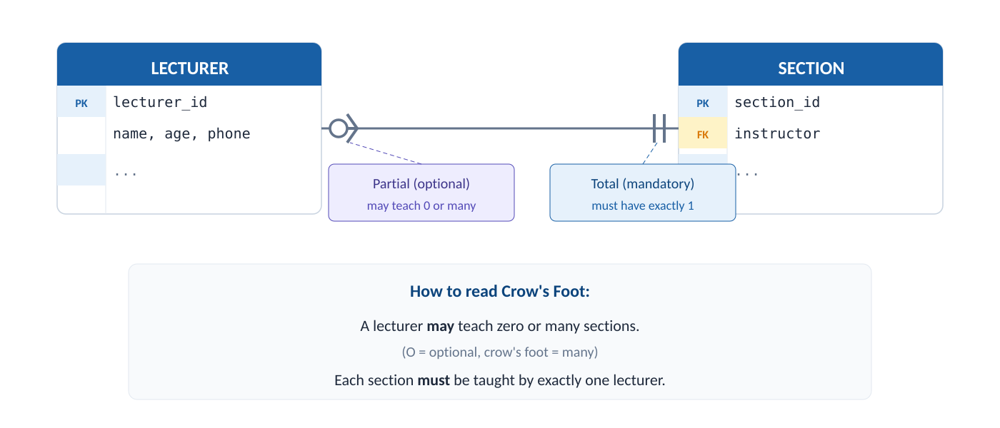 LECTURER
PK lecturer_id
name, age, phone
...
SECTION
PK section_id
FK instructor
...
Partial (optional)
may teach 0 or many
Total (mandatory)
must have exactly 1
How to read Crow's Foot:
A lecturer may teach zero or many sections.
(O = optional, crow's foot = many)
Each section must be taught by exactly one lecturer.